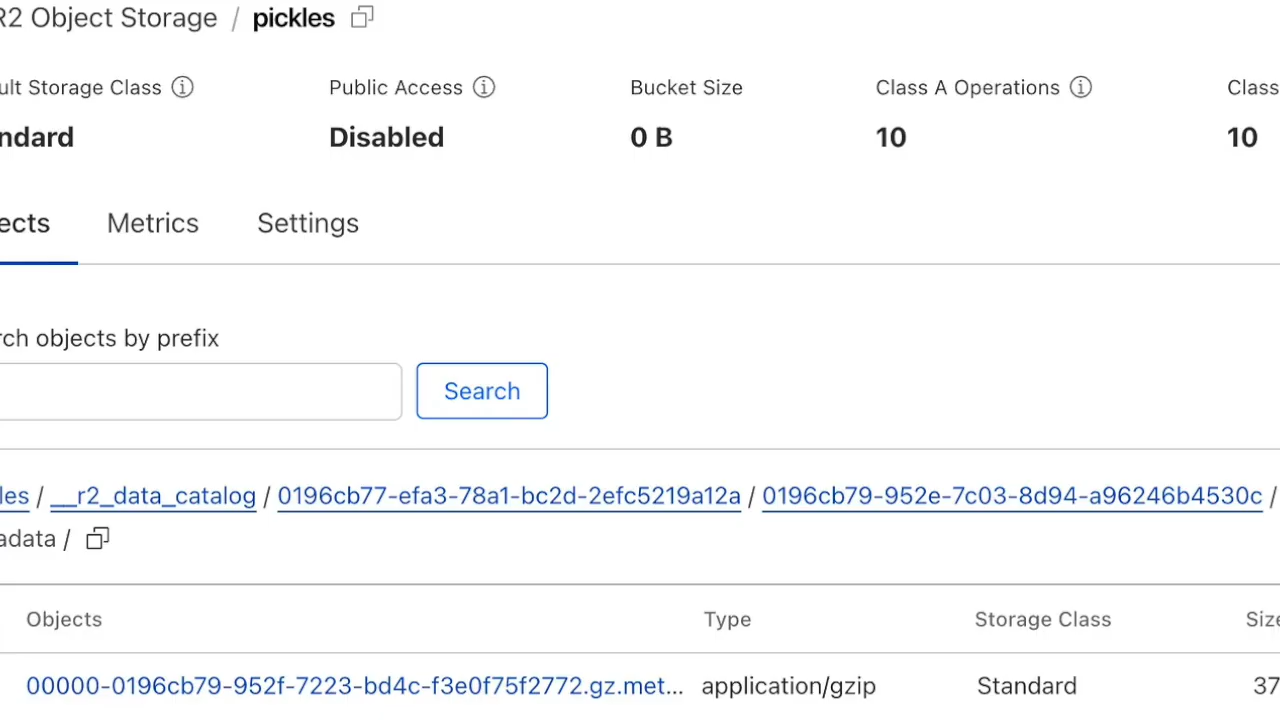 R2 Object Storage / pickles
ult Storage Class Public Access Bucket Size Class A Operations Class
ndard Disabled 0 B 10 10
ects Metrics Settings
rch objects by prefix
Search
les / __r2_data_catalog / 0196cb77-efa3-78a1-bc2d-2efc5219a12a / 0196cb79-952e-7c03-8d94-a96246b4530c /
adata /
Objects Type Storage Class Size
00000-0196cb79-952f-7223-bd4c-f3e0f75f2772.gz.met... application/gzip Standard 37